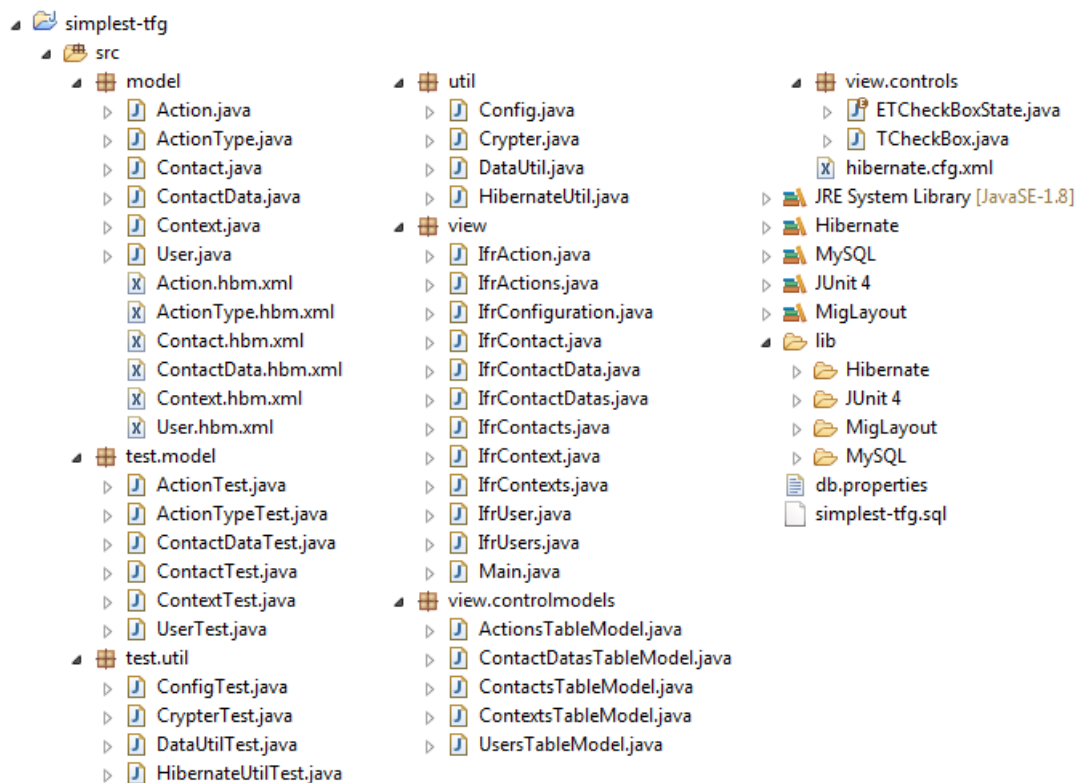 simplest-tfg
src
model
Action.java
ActionType.java
Contact.java
ContactData.java
Context.java
User.java
Action.hbm.xml
ActionType.hbm.xml
Contact.hbm.xml
ContactData.hbm.xml
Context.hbm.xml
User.hbm.xml
test.model
ActionTest.java
ActionTypeTest.java
ContactDataTest.java
ContactTest.java
ContextTest.java
UserTest.java
test.util
ConfigTest.java
CrypterTest.java
DataUtilTest.java
HibernateUtilTest.java
util
Config.java
Crypter.java
DataUtil.java
HibernateUtil.java
view
IfrAction.java
IfrActions.java
IfrConfiguration.java
IfrContact.java
IfrContactData.java
IfrContactDatas.java
IfrContacts.java
IfrContext.java
IfrContexts.java
IfrUser.java
IfrUsers.java
Main.java
view.controlmodels
ActionsTableModel.java
ContactDatasTableModel.java
ContactsTableModel.java
ContextsTableModel.java
UsersTableModel.java
view.controls
ETCheckBoxState.java
TCheckBox.java
hibernate.cfg.xml
JRE System Library [JavaSE-1.8]
Hibernate
MySQL
JUnit 4
MigLayout
lib
Hibernate
JUnit 4
MigLayout
MySQL
db.properties
simplest-tfg.sql